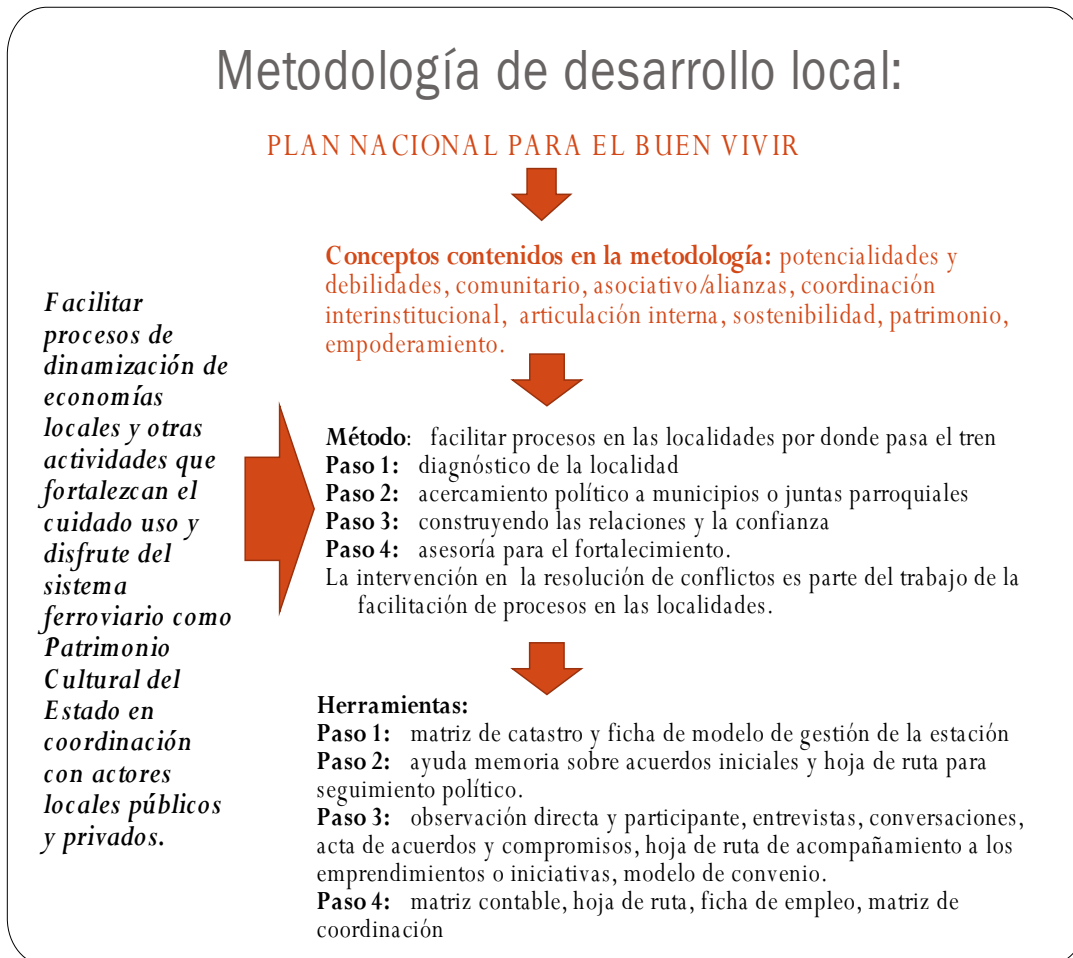 Metodología de desarrollo local:
PLAN NACIONAL PARA EL BUEN VIVIR
Conceptos contenidos en la metodología: potencialidades y
debilidades, comunitario, asociativo/alianzas, coordinación
interinstitucional, articulación interna, sostenibilidad, patrimonio,
empoderamiento.
Facilitar
procesos de
dinamización de
economías
locales y otras
actividades que
fortalezcan el
cuidado uso y
disfrute del
sistema
ferroviario como
Patrimonio
Cultural del
Estado en
coordinación
con actores
locales públicos
y privados.
Método: facilitar procesos en las localidades por donde pasa el tren
Paso 1: diagnóstico de la localidad
Paso 2: acercamiento político a municipios o juntas parroquiales
Paso 3: construyendo las relaciones y la confianza
Paso 4: asesoría para el fortalecimiento.
La intervención en la resolución de conflictos es parte del trabajo de la
facilitación de procesos en las localidades.
Herramientas:
Paso 1: matriz de catastro y ficha de modelo de gestión de la estación
Paso 2: ayuda memoria sobre acuerdos iniciales y hoja de ruta para
seguimiento político.
Paso 3: observación directa y participante, entrevistas, conversaciones,
acta de acuerdos y compromisos, hoja de ruta de acompañamiento a los
emprendimientos o iniciativas, modelo de convenio.
Paso 4: matriz contable, hoja de ruta, ficha de empleo, matriz de
coordinación